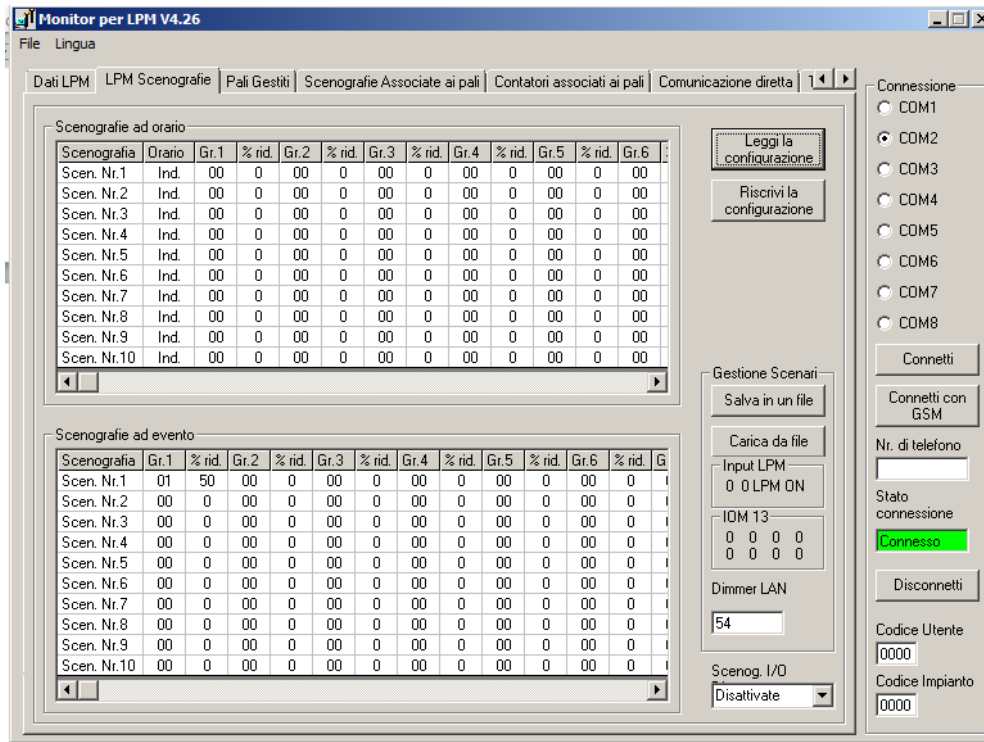 Monitor per LPM V4.26
File Lingua
Dati LPM LPM Scenografie Pali Gestiti Scenografie Associate ai pali Contatori associati ai pali Comunicazione diretta
Scenografie ad orario
Scenografia Orario Gr.1 % rid. Gr.2 % rid. Gr.3 % rid. Gr.4 % rid. Gr.5 % rid. Gr.6
Scen. Nr.1 Ind. 00 0 00 0 00 0 00 0 00 0 00
Scen. Nr.2 Ind. 00 0 00 0 00 0 00 0 00 0 00
Scen. Nr.3 Ind. 00 0 00 0 00 0 00 0 00 0 00
Scen. Nr.4 Ind. 00 0 00 0 00 0 00 0 00 0 00
Scen. Nr.5 Ind. 00 0 00 0 00 0 00 0 00 0 00
Scen. Nr.6 Ind. 00 0 00 0 00 0 00 0 00 0 00
Scen. Nr.7 Ind. 00 0 00 0 00 0 00 0 00 0 00
Scen. Nr.8 Ind. 00 0 00 0 00 0 00 0 00 0 00
Scen. Nr.9 Ind. 00 0 00 0 00 0 00 0 00 0 00
Scen. Nr.10 Ind. 00 0 00 0 00 0 00 0 00 0 00
Scenografie ad evento
Scenografia Gr.1 % rid. Gr.2 % rid. Gr.3 % rid. Gr.4 % rid. Gr.5 % rid. Gr.6 % rid. G
Scen. Nr.1 01 50 00 0 00 0 00 0 00 0 00 0
Scen. Nr.2 00 0 00 0 00 0 00 0 00 0 00 0
Scen. Nr.3 00 0 00 0 00 0 00 0 00 0 00 0
Scen. Nr.4 00 0 00 0 00 0 00 0 00 0 00 0
Scen. Nr.5 00 0 00 0 00 0 00 0 00 0 00 0
Scen. Nr.6 00 0 00 0 00 0 00 0 00 0 00 0
Scen. Nr.7 00 0 00 0 00 0 00 0 00 0 00 0
Scen. Nr.8 00 0 00 0 00 0 00 0 00 0 00 0
Scen. Nr.9 00 0 00 0 00 0 00 0 00 0 00 0
Scen. Nr.10 00 0 00 0 00 0 00 0 00 0 00 0
Leggi la
configurazione
Riscrivi la
configurazione
Gestione Scenari
Salva in un file
Carica da file
Input LPM
0 0 LPM ON
IOM 13
0 0 0 0
0 0 0 0
Dimmer LAN
54
Scenog. I/O
Disattivate
Connessione
COM1
COM2
COM3
COM4
COM5
COM6
COM7
COM8
Connetti
Connetti con
GSM
Nr. di telefono
Stato
connessione
Connesso
Disconnetti
Codice Utente
0000
Codice Impianto
0000